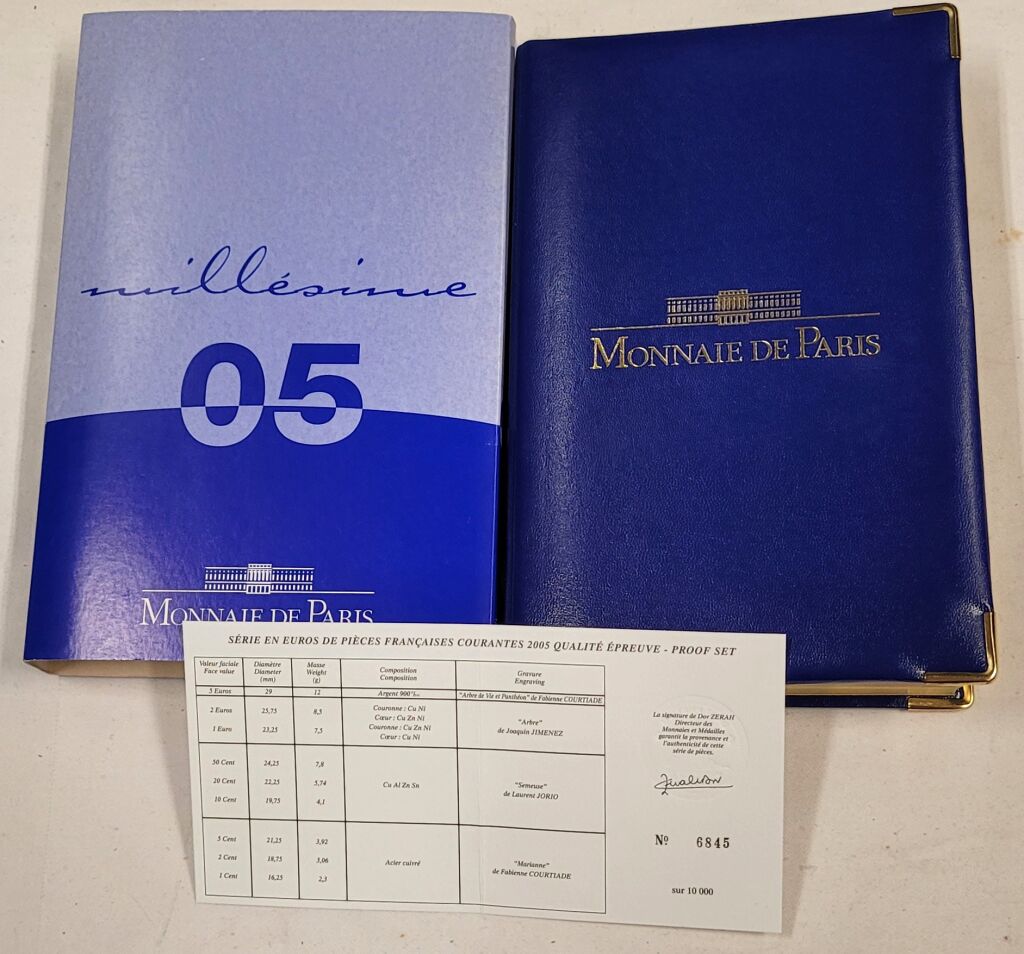 millésime
05
MONNAIE DE PARIS
MONNAIE DE PARIS
SÉRIE EN EUROS DE PIÈCES FRANÇAISES COURANTES 2005 QUALITÉ ÉPREUVE - PROOF SET
Valeur faciale Diamètre Masse Composition Gravure
Face value Diameter Weight Composition Engraving
(mm) (g)
5 Euros 29 12 Argent 900‰ "Arbre de Vie et Panthéon" de Fabienne COURTIADE
2 Euros 25,75 8,5 Couronne : Cu Ni
Cœur : Cu Zn Ni
"Arbre"
1 Euro 23,25 7,5 Couronne : Cu Zn Ni
de Joaquin JIMENEZ
Cœur : Cu Ni
50 Cent 24,25 7,8
20 Cent 22,25 5,74 Cu Al Zn Sn "Semeuse"
de Laurent JORIO
10 Cent 19,75 4,1
5 Cent 21,25 3,92
2 Cent 18,75 3,06 Acier cuivré "Marianne"
de Fabienne COURTIADE
1 Cent 16,25 2,3
La signature de Dov ZERAH
Directeur des
Monnaies et Médailles
garantit la provenance et
l'authenticité de cette
série de pièces.
Nº 6845
sur 10 000